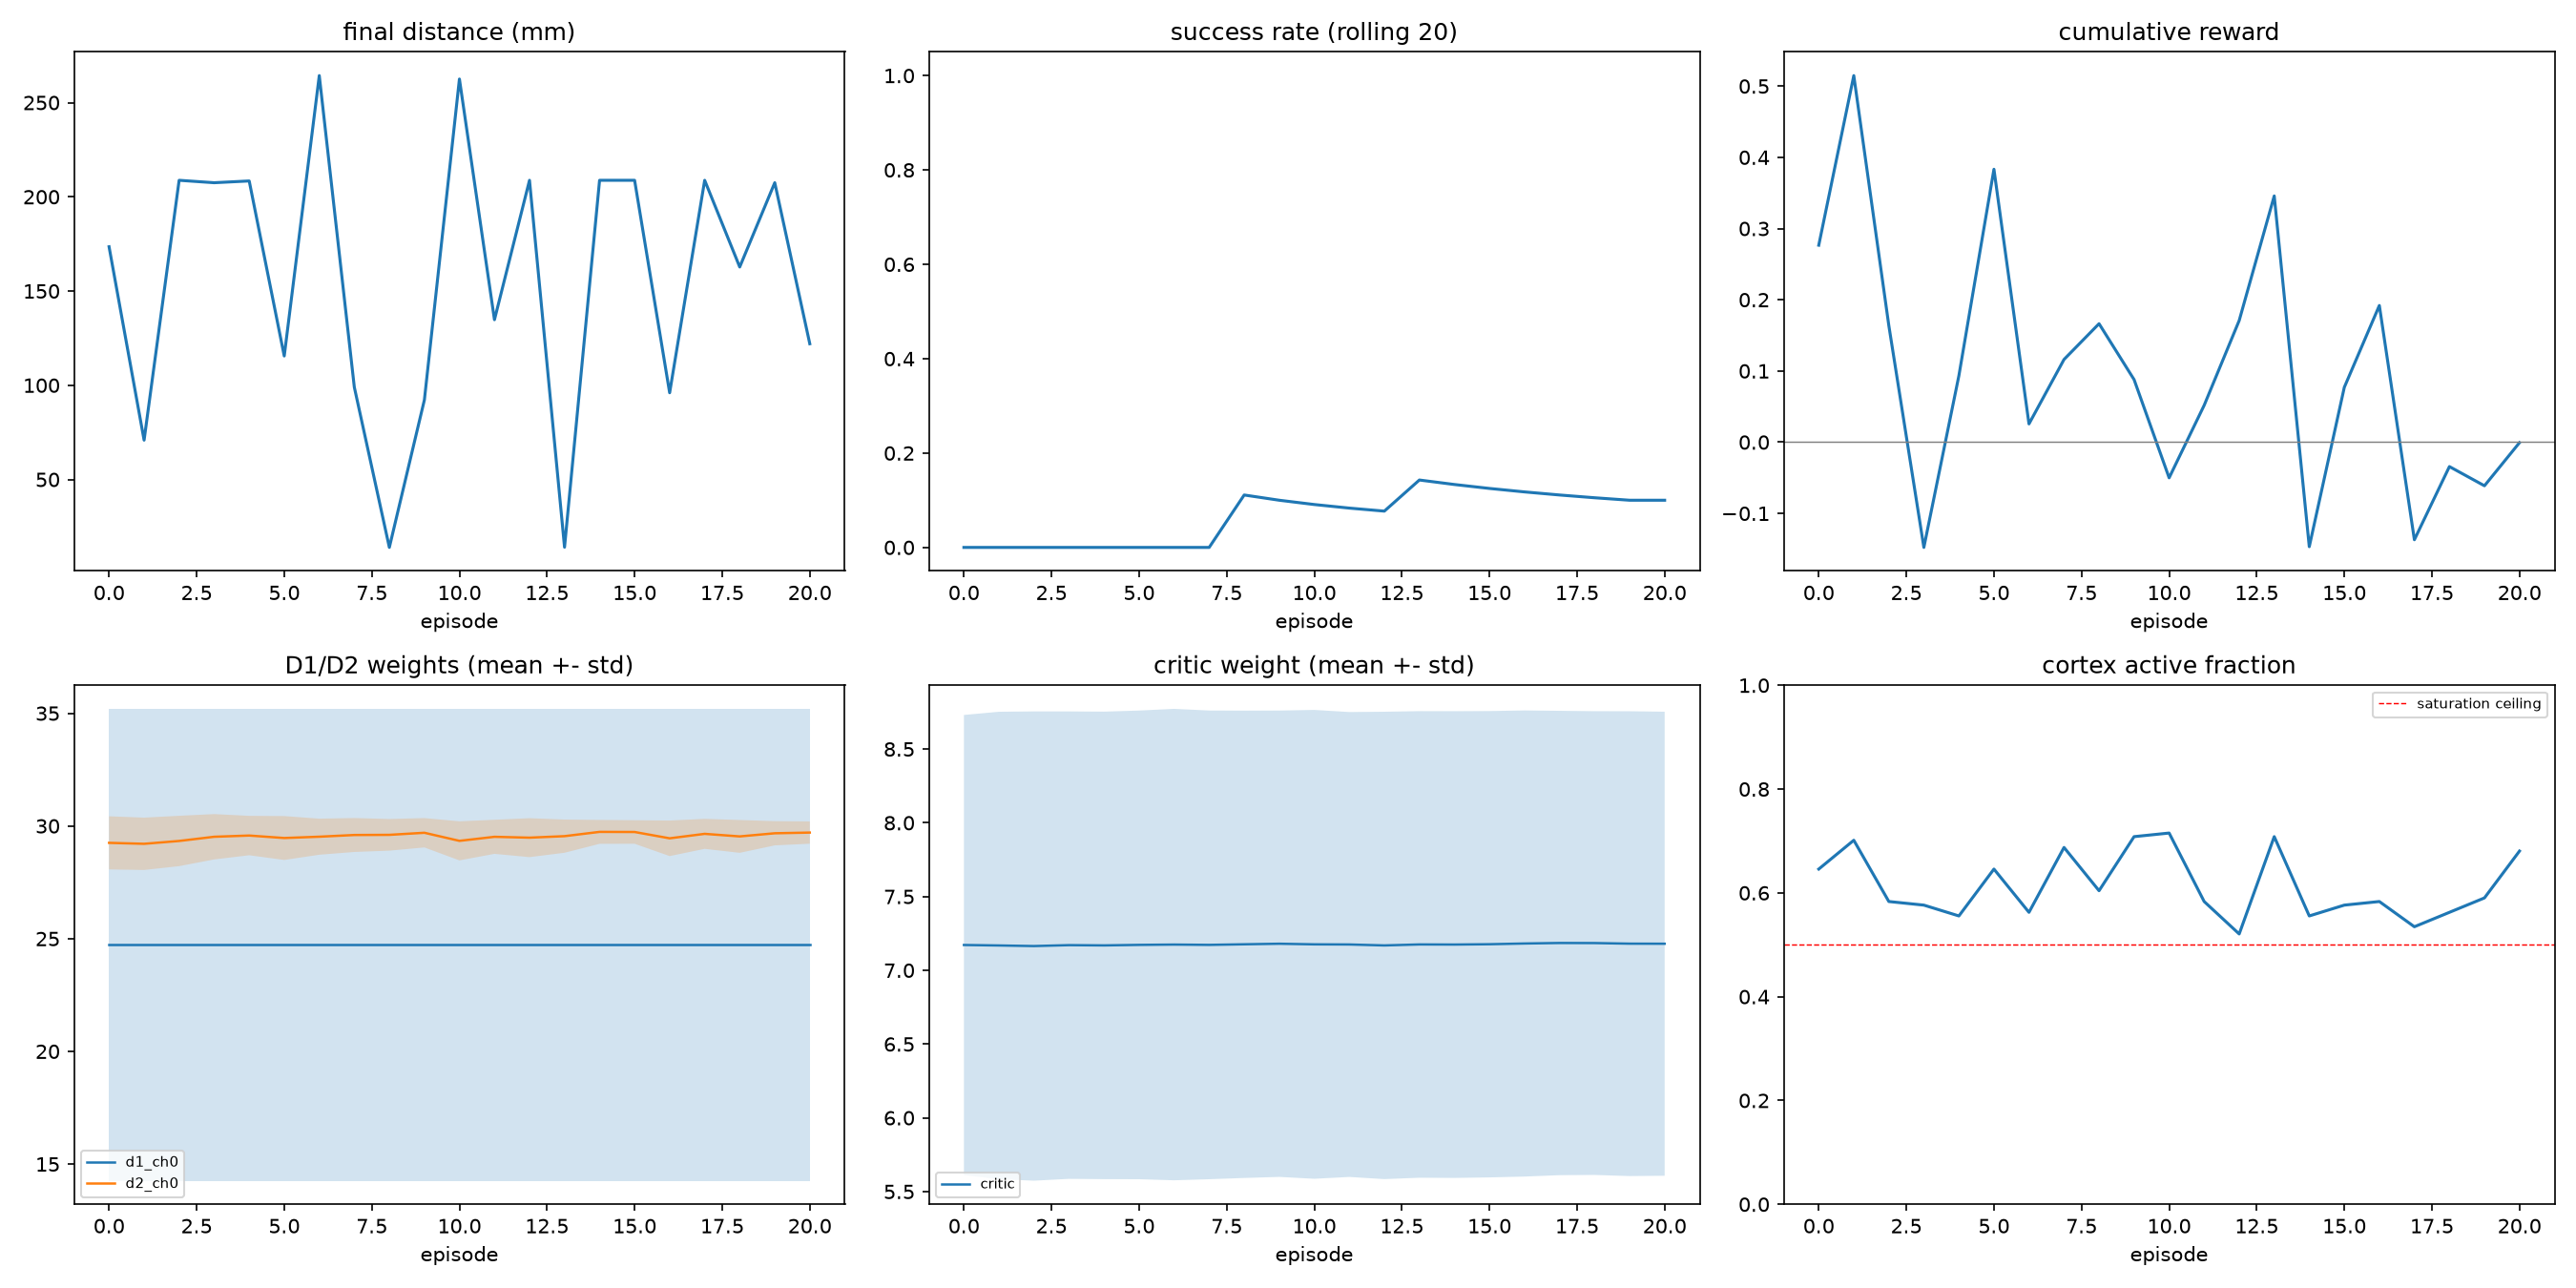 final distance (mm)
250
200
150
100
50
0.0 2.5 5.0 7.5 10.0 12.5 15.0 17.5 20.0
episode
success rate (rolling 20)
1.0
0.8
0.6
0.4
0.2
0.0
0.0 2.5 5.0 7.5 10.0 12.5 15.0 17.5 20.0
episode
cumulative reward
0.5
0.4
0.3
0.2
0.1
0.0
−0.1
0.0 2.5 5.0 7.5 10.0 12.5 15.0 17.5 20.0
episode
D1/D2 weights (mean +- std)
35
30
25
20
15
d1_ch0
d2_ch0
0.0 2.5 5.0 7.5 10.0 12.5 15.0 17.5 20.0
episode
critic weight (mean +- std)
8.5
8.0
7.5
7.0
6.5
6.0
5.5
critic
0.0 2.5 5.0 7.5 10.0 12.5 15.0 17.5 20.0
episode
cortex active fraction
1.0
0.8
0.6
0.4
0.2
0.0
saturation ceiling
0.0 2.5 5.0 7.5 10.0 12.5 15.0 17.5 20.0
episode